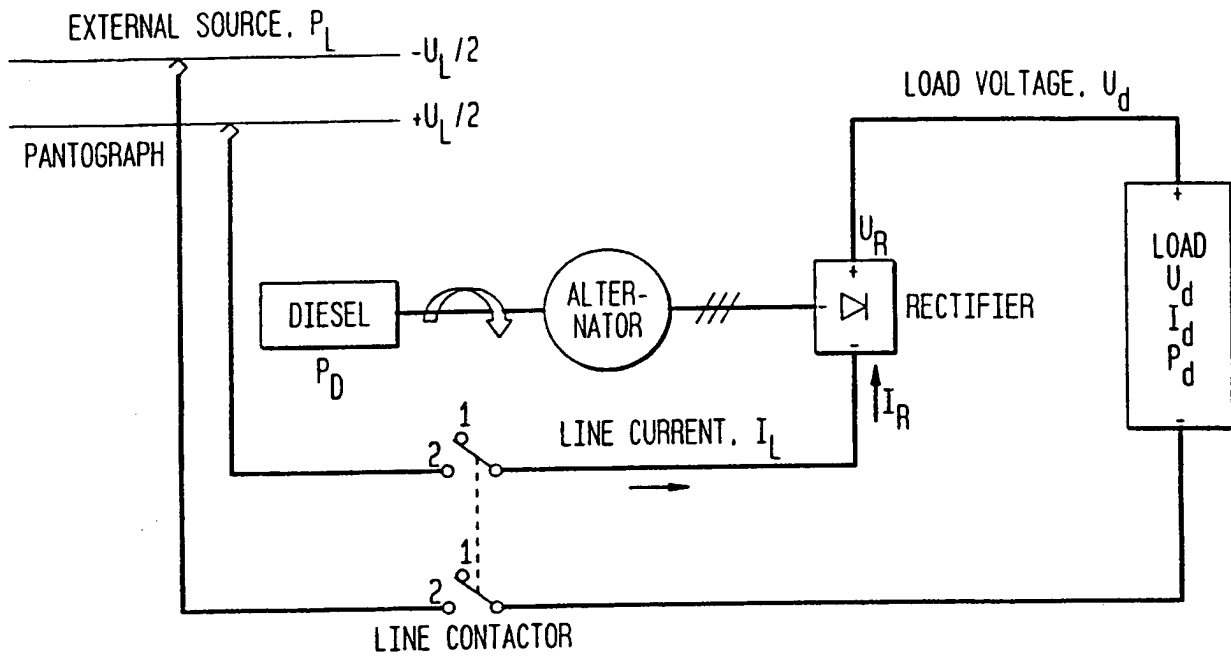 EXTERNAL SOURCE. P_L
-U_L/2
+U_L/2
PANTOGRAPH
LOAD VOLTAGE. U_d
U_R
+
-
-
RECTIFIER
I_R
+
LOAD
U_d
I_d
P_d
-
DIESEL
P_D
ALTER-
NATOR
1
2
LINE CURRENT. I_L
1
2
LINE CONTACTOR